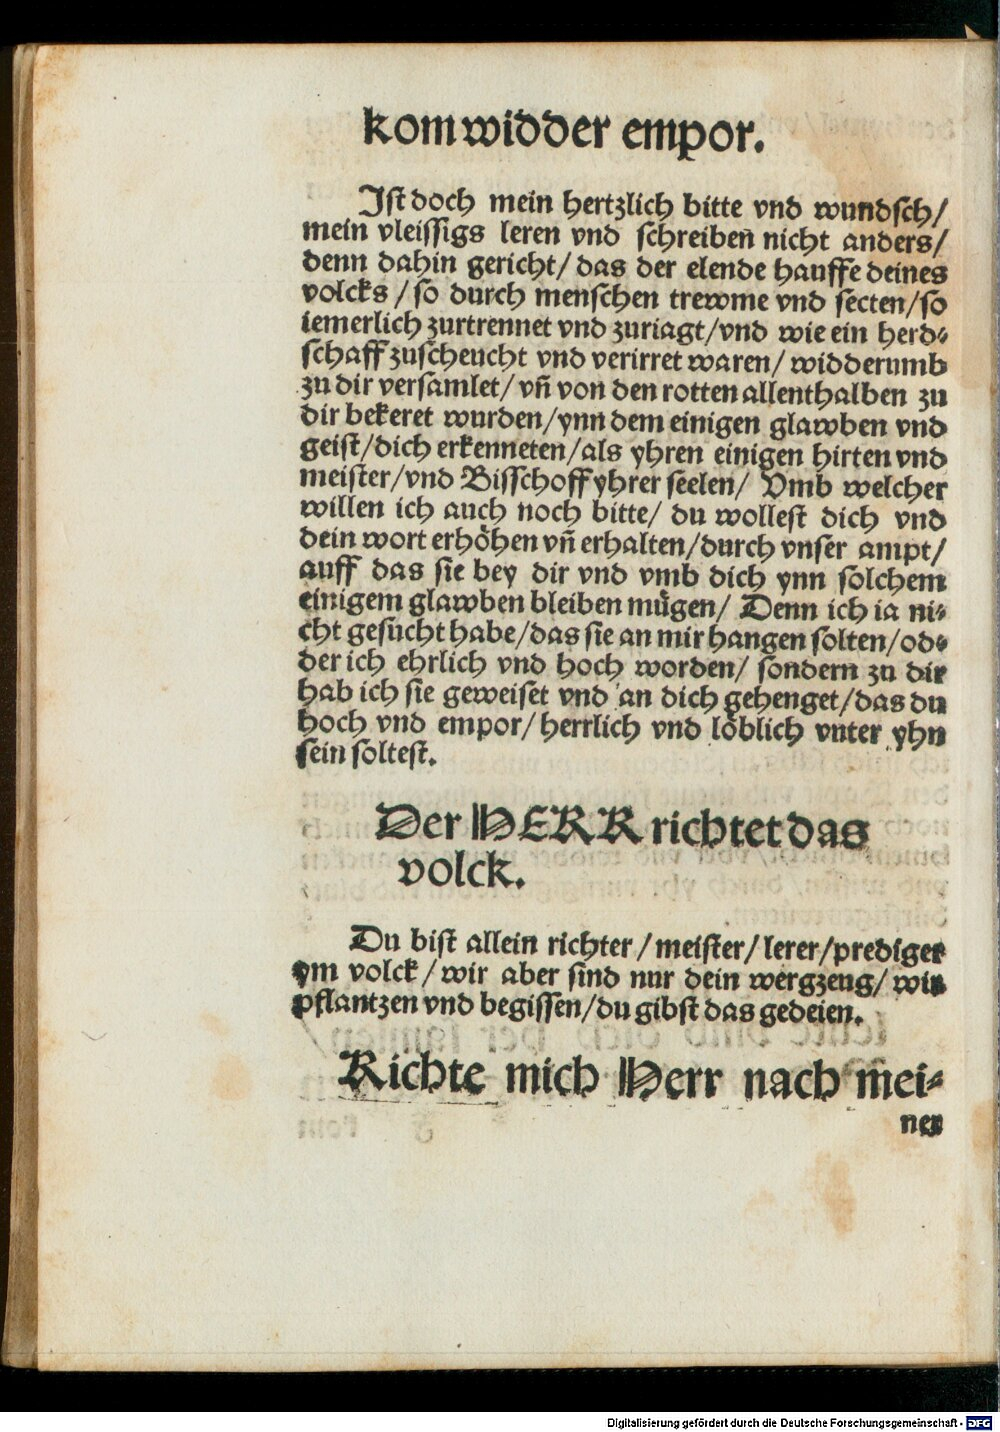 kom widder empor.
Ist doch mein hertzlich bitte vnd wundsch/
mein vleissigs leren vnd schreibeñ nicht anders/
denn dahin gericht/ das der elende hauffe deines
volcks / so durch menschen trewme vnd secten/ so
iemerlich zurtrennet vnd zuriagt/ vnd wie ein herd⸗
schaff zuscheucht vnd verirret waren/ widderumb
zu dir versamlet/ vñ von den rotten allenthalben zu
dir bekeret wurden/ ynn dem einigen glawben vnd
geist/ dich erkenneten/ als yhren einigen hirten vnd
meister/ vnd Bisschoff yhrer seelen/ Vmb welcher
willen ich auch noch bitte/ du wollest dich vnd
dein wort erhöhen vñ erhalten/ durch vnser ampt/
auff das sie bey dir vnd vmb dich ynn solchem
einigem glawben bleiben mügen/ Denn ich ia ni⸗
cht gesucht habe/ das sie an mir hangen solten/ od⸗
der ich ehrlich vnd hoch worden/ sondern zu dir
hab ich sie geweiset vnd an dich gehenget/ das du
hoch vnd empor/ herrlich vnd löblich vnter yhn
sein soltest.
Der HERR richtet das
volck.
Du bist allein richter / meister/ lerer/ prediger
ym volck / wir aber sind nur dein wergzeug/ wir
pflantzen vnd begissen/ du gibst das gedeien.
Richte mich Herr nach mei⸗
ner
Digitalisierung gefördert durch die Deutsche Forschungsgemeinschaft - DFG